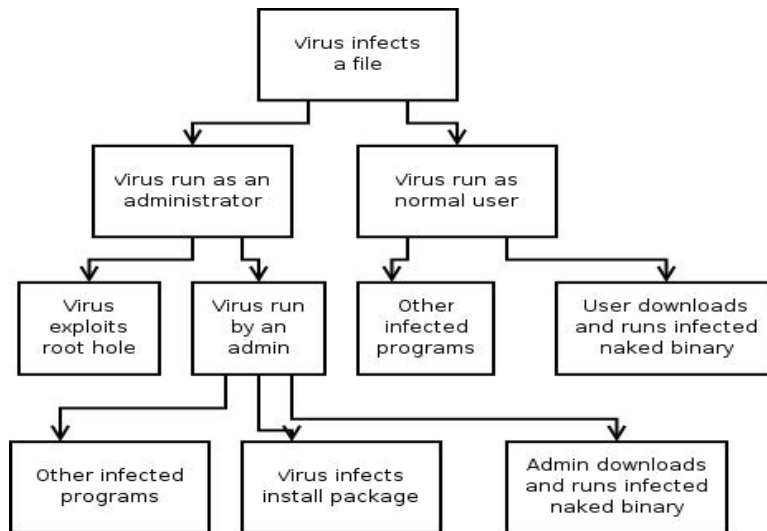 Virus infects
a file
Virus run as an
administrator
Virus run as
normal user
Virus
exploits
root hole
Virus run
by an
admin
Other
infected
programs
User downloads
and runs infected
naked binary
Other infected
programs
Virus infects
install package
Admin downloads
and runs infected
naked binary